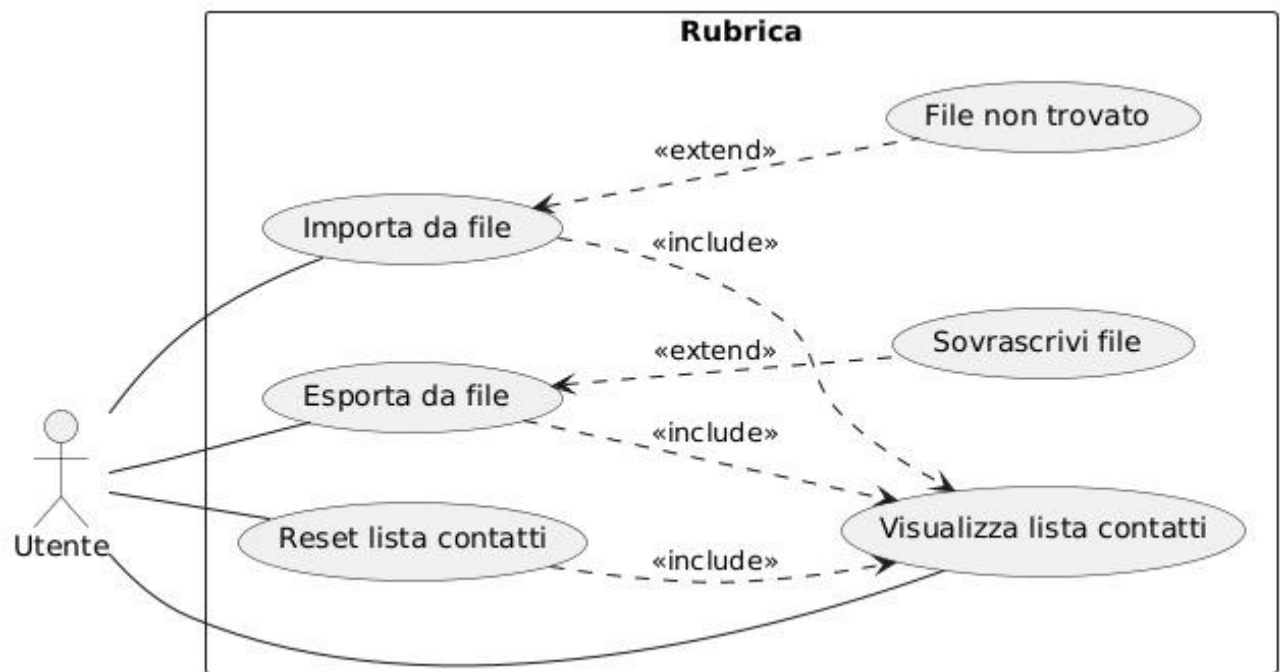 Rubrica
File non trovato
«extend»
Importa da file
«include»
Sovrascrivi file
«extend»
Esporta da file
«include»
Visualizza lista contatti
Reset lista contatti
«include»
Utente